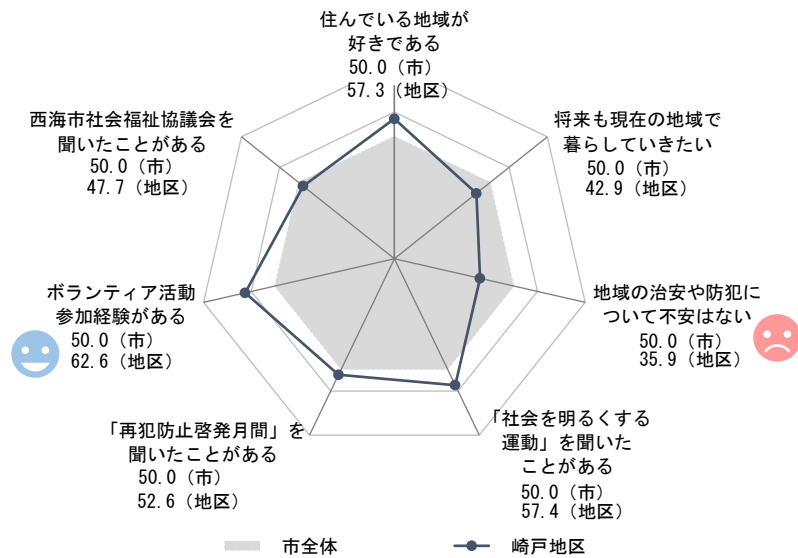 住んでいる地域が
好きである
50.0（市）
57.3（地区）
将来も現在の地域で
暮らしていきたい
50.0（市）
42.9（地区）
地域の治安や防犯に
ついて不安はない
50.0（市）
35.9（地区）
「社会を明るくする
運動」を聞いた
ことがある
50.0（市）
57.4（地区）
「再犯防止啓発月間」を
聞いたことがある
50.0（市）
52.6（地区）
ボランティア活動
参加経験がある
50.0（市）
62.6（地区）
西海市社会福祉協議会を
聞いたことがある
50.0（市）
47.7（地区）
市全体
崎戸地区